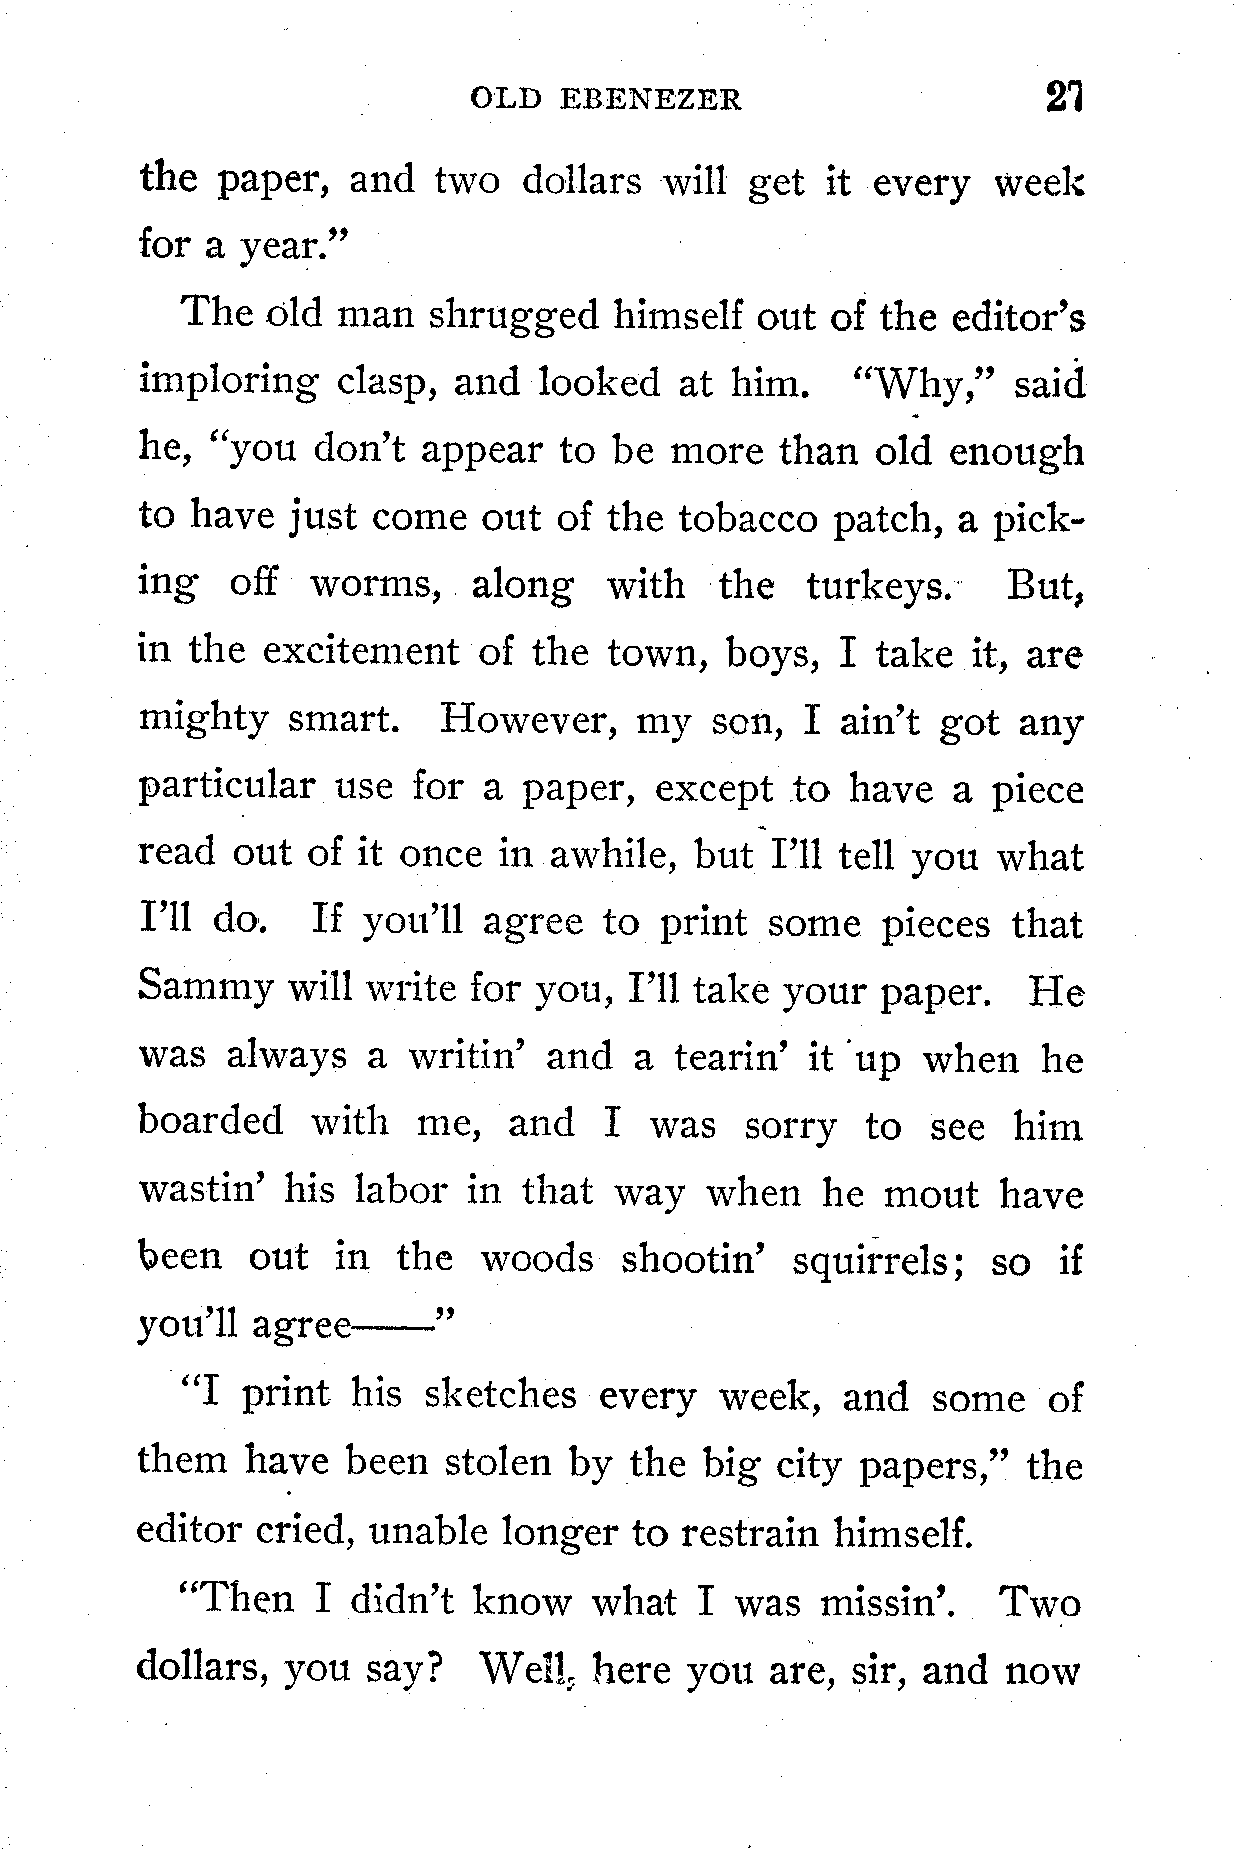 OLD EBENEZER 27
the paper, and two dollars will get it every week
for a year.”
The old man shrugged himself out of the editor’s
imploring clasp, and looked at him. “Why,” said
he, “you don’t appear to be more than old enough
to have just come out of the tobacco patch, a pick-
ing off worms, along with the turkeys. But,
in the excitement of the town, boys, I take it, are
mighty smart. However, my son, I ain’t got any
particular use for a paper, except to have a piece
read out of it once in awhile, but I’ll tell you what
I’ll do. If you’ll agree to print some pieces that
Sammy will write for you, I’ll take your paper. He
was always a writin’ and a tearin’ it up when he
boarded with me, and I was sorry to see him
wastin’ his labor in that way when he mout have
been out in the woods shootin’ squirrels; so if
you’ll agree——”
“I print his sketches every week, and some of
them have been stolen by the big city papers,” the
editor cried, unable longer to restrain himself.
“Then I didn’t know what I was missin’. Two
dollars, you say? Well, here you are, sir, and now